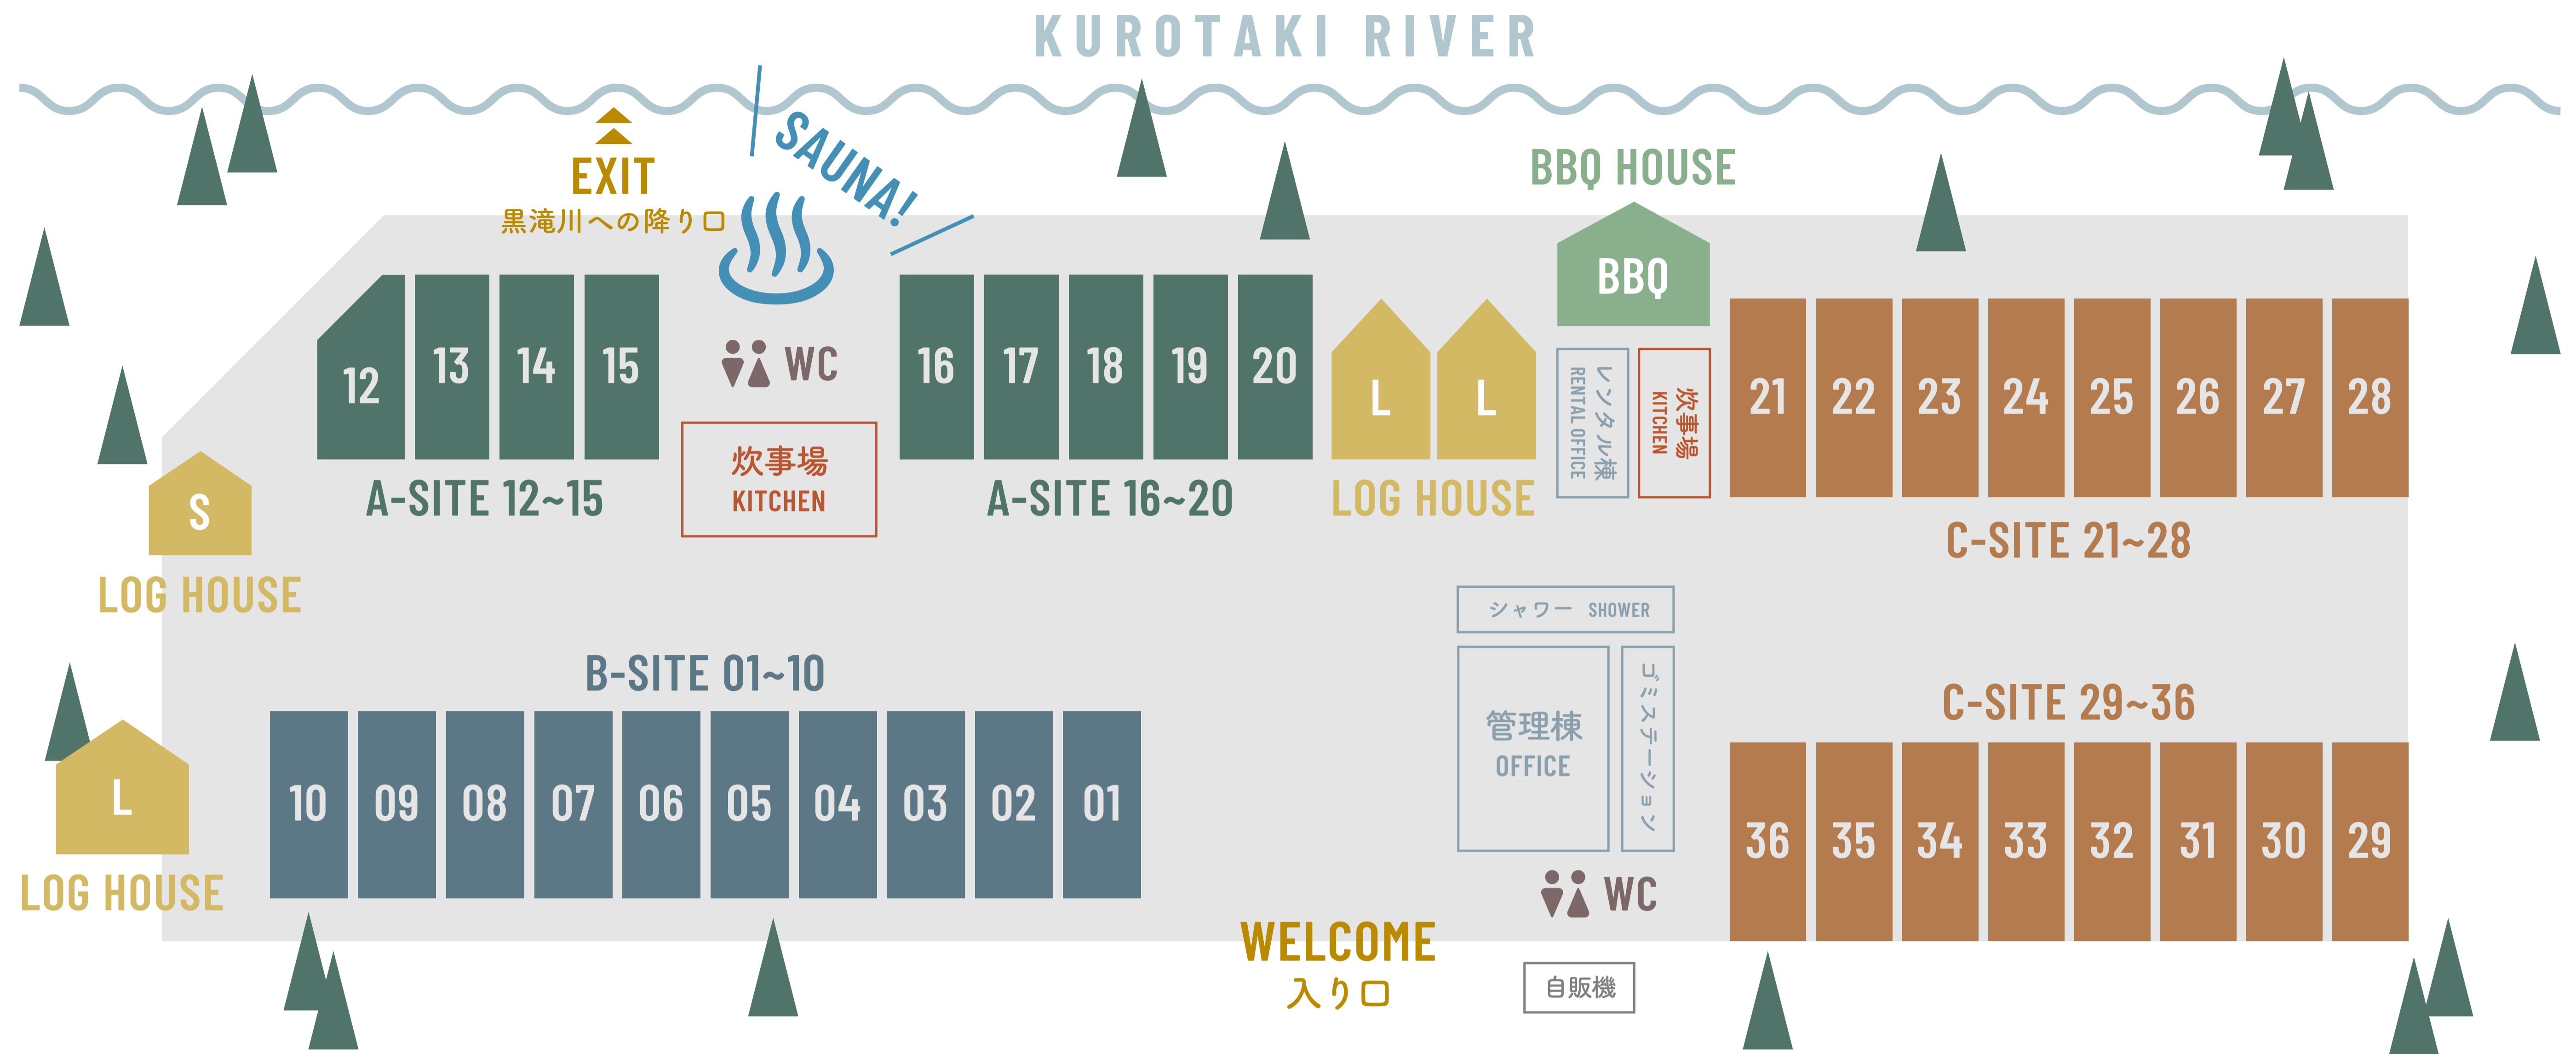 KUROTAKI RIVER
EXIT
黒滝川への降り口
SAUNA!
BBQ HOUSE
BBQ
12
13
14
15
WC
16
17
18
19
20
L
L
レンタル棟
RENTAL OFFICE
炊事場
KITCHEN
21
22
23
24
25
26
27
28
炊事場
KITCHEN
A-SITE 12~15
A-SITE 16~20
LOG HOUSE
C-SITE 21~28
S
LOG HOUSE
シャワー SHOWER
B-SITE 01~10
C-SITE 29~36
管理棟
OFFICE
ゴミステーション
L
LOG HOUSE
10
09
08
07
06
05
04
03
02
01
36
35
34
33
32
31
30
29
WC
WELCOME
入り口
自販機